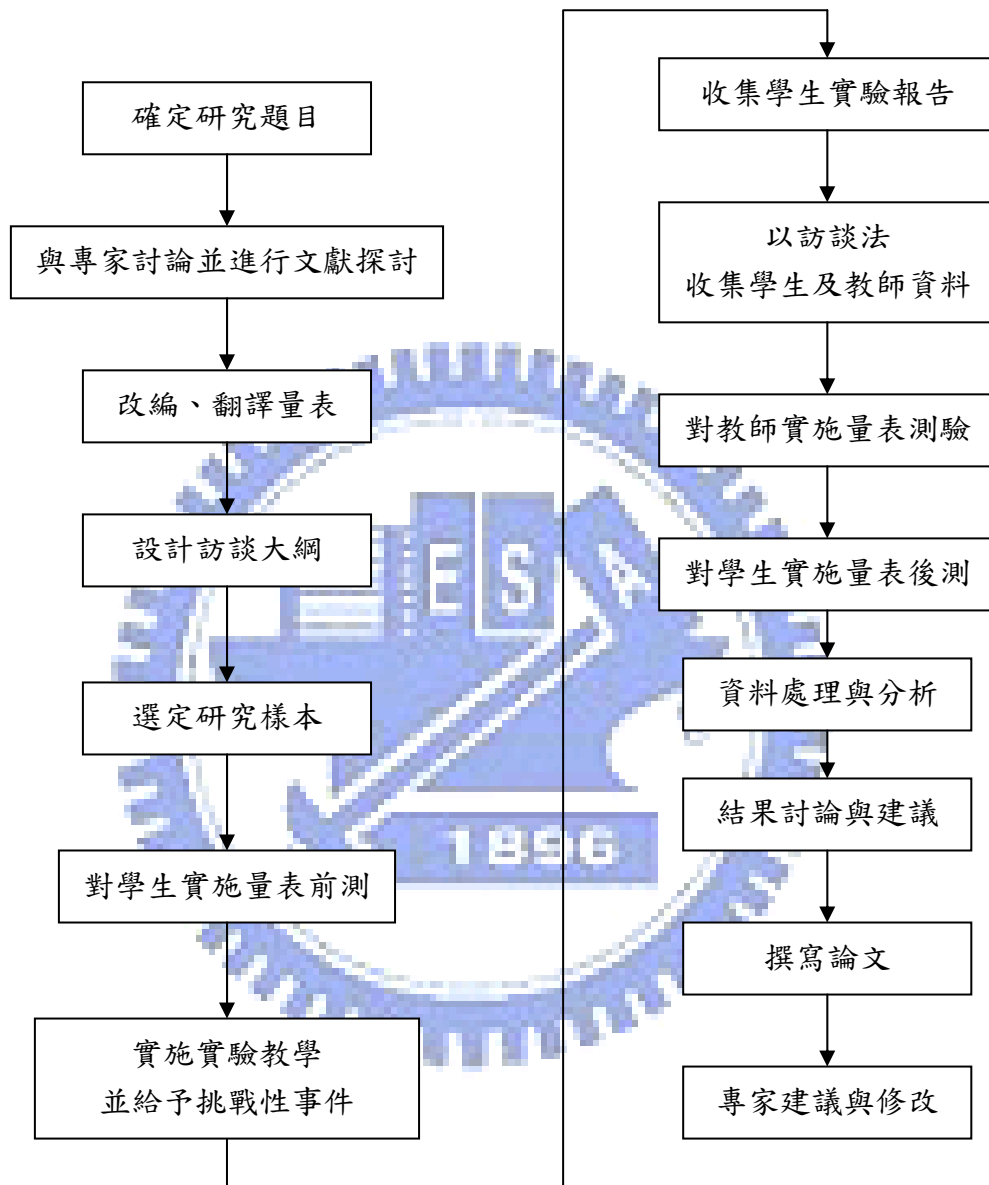 確定研究題目
與專家討論並進行文獻探討
改編、翻譯量表
設計訪談大綱
選定研究樣本
對學生實施量表前測
實施實驗教學
並給予挑戰性事件
收集學生實驗報告
以訪談法
收集學生及教師資料
對教師實施量表測驗
對學生實施量表後測
資料處理與分析
結果討論與建議
撰寫論文
專家建議與修改
ESA
1896